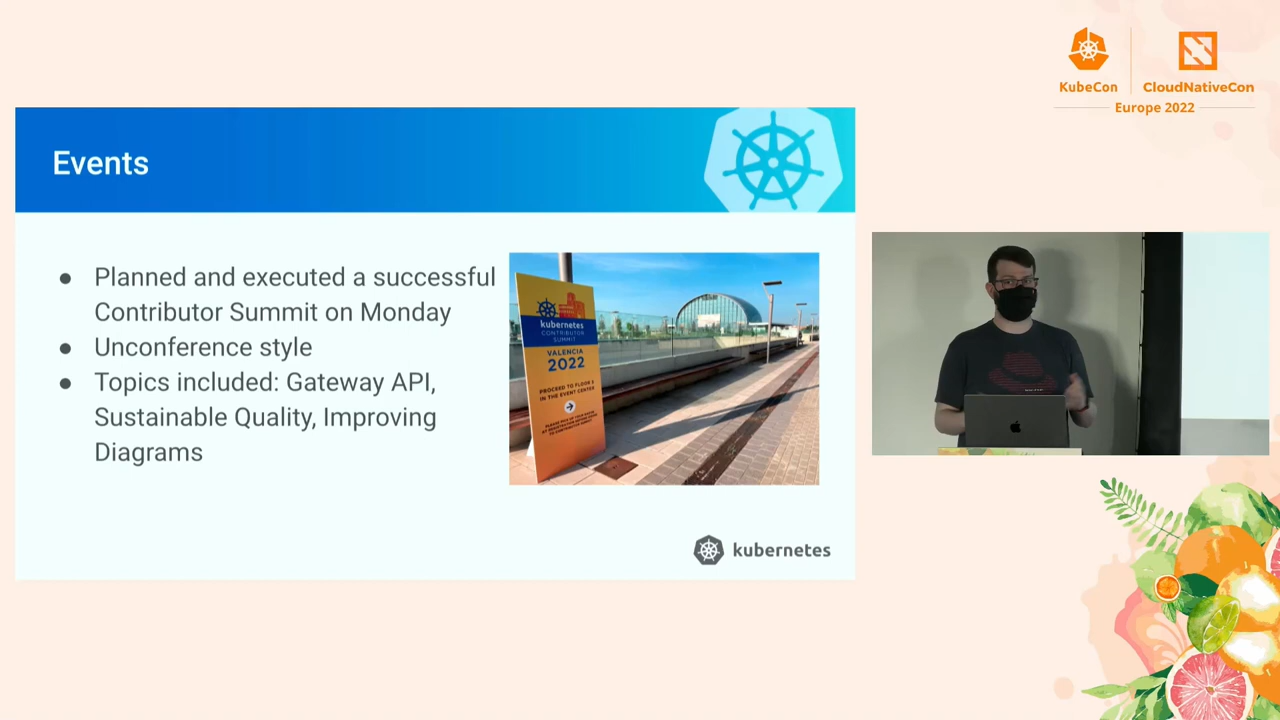 KubeCon
CloudNativeCon
Europe 2022
Events
Planned and executed a successful
Contributor Summit on Monday
Unconference style
Topics included: Gateway API,
Sustainable Quality, Improving
Diagrams
kubernetes
CONTRIBUTOR
SUMMIT
VALENCIA
2022
PROCEED TO FLOOR 2
IN THE EVENT CENTER
kubernetes